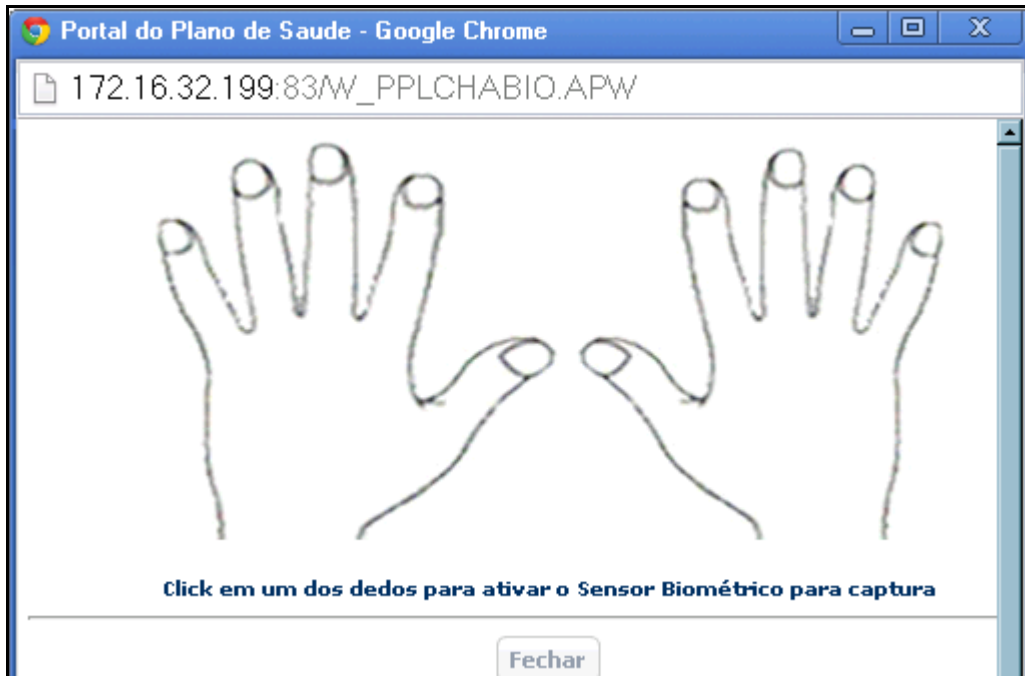 Portal do Plano de Saude - Google Chrome
172.16.32.199:83/W_PPLCHABIO.APW
Click em um dos dedos para ativar o Sensor Biométrico para captura
Fechar